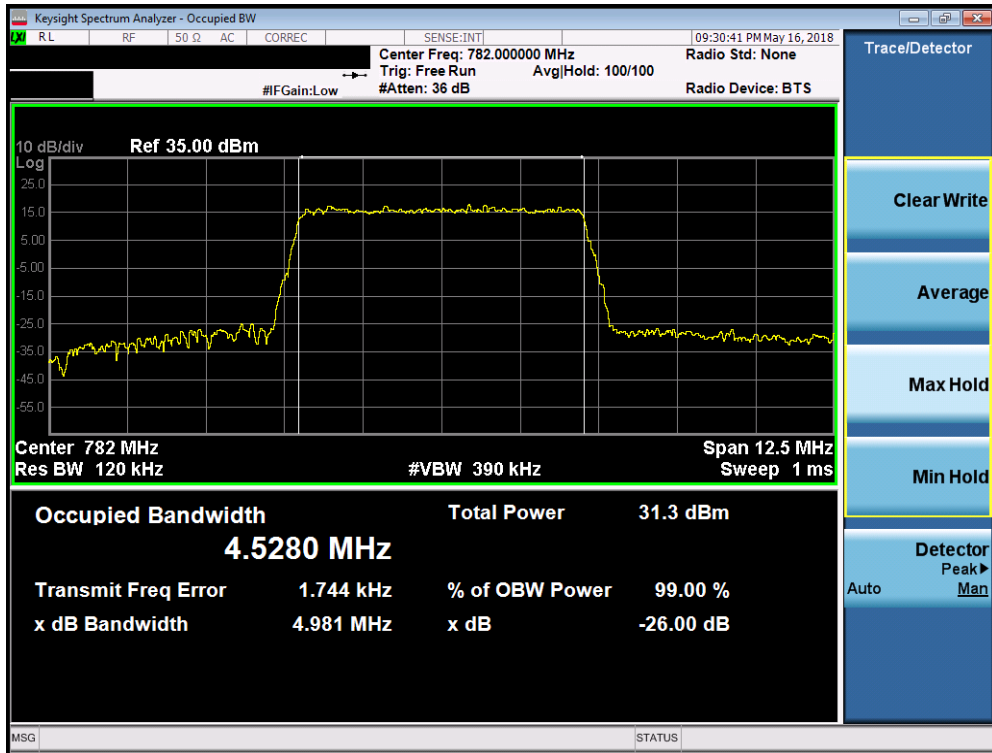 Keysight Spectrum Analyzer - Occupied BW
LXI RL RF 50 Ω AC CORREC SENSE:INT 09:30:41 PM May 16, 2018
Center Freq: 782.000000 MHz Radio Std: None
Trig: Free Run Avg|Hold: 100/100
#IFGain:Low #Atten: 36 dB Radio Device: BTS
10 dB/div Ref 35.00 dBm
Log
25.0
15.0
5.00
-5.00
-15.0
-25.0
-35.0
-45.0
-55.0
Center 782 MHz Span 12.5 MHz
Res BW 120 kHz #VBW 390 kHz Sweep 1 ms
Occupied Bandwidth Total Power 31.3 dBm
4.5280 MHz
Transmit Freq Error 1.744 kHz % of OBW Power 99.00 %
x dB Bandwidth 4.981 MHz x dB -26.00 dB
MSG STATUS
Trace/Detector
Clear Write
Average
Max Hold
Min Hold
Detector
Peak▶
Auto Man